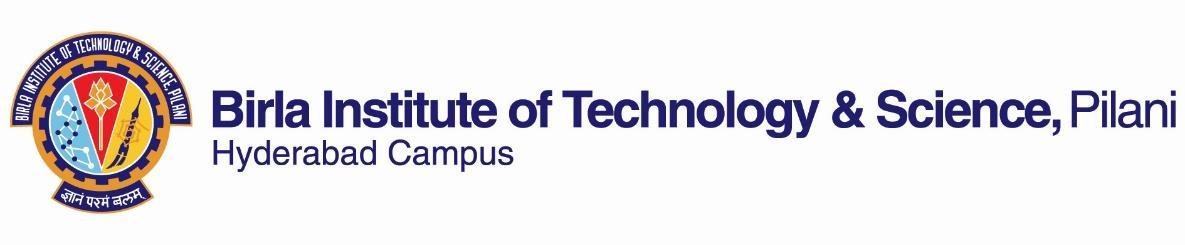 BIRLA INSTITUTE OF TECHNOLOGY & SCIENCE, PILANI
ज्ञानं परमं बलम्
Birla Institute of Technology & Science, Pilani
Hyderabad Campus